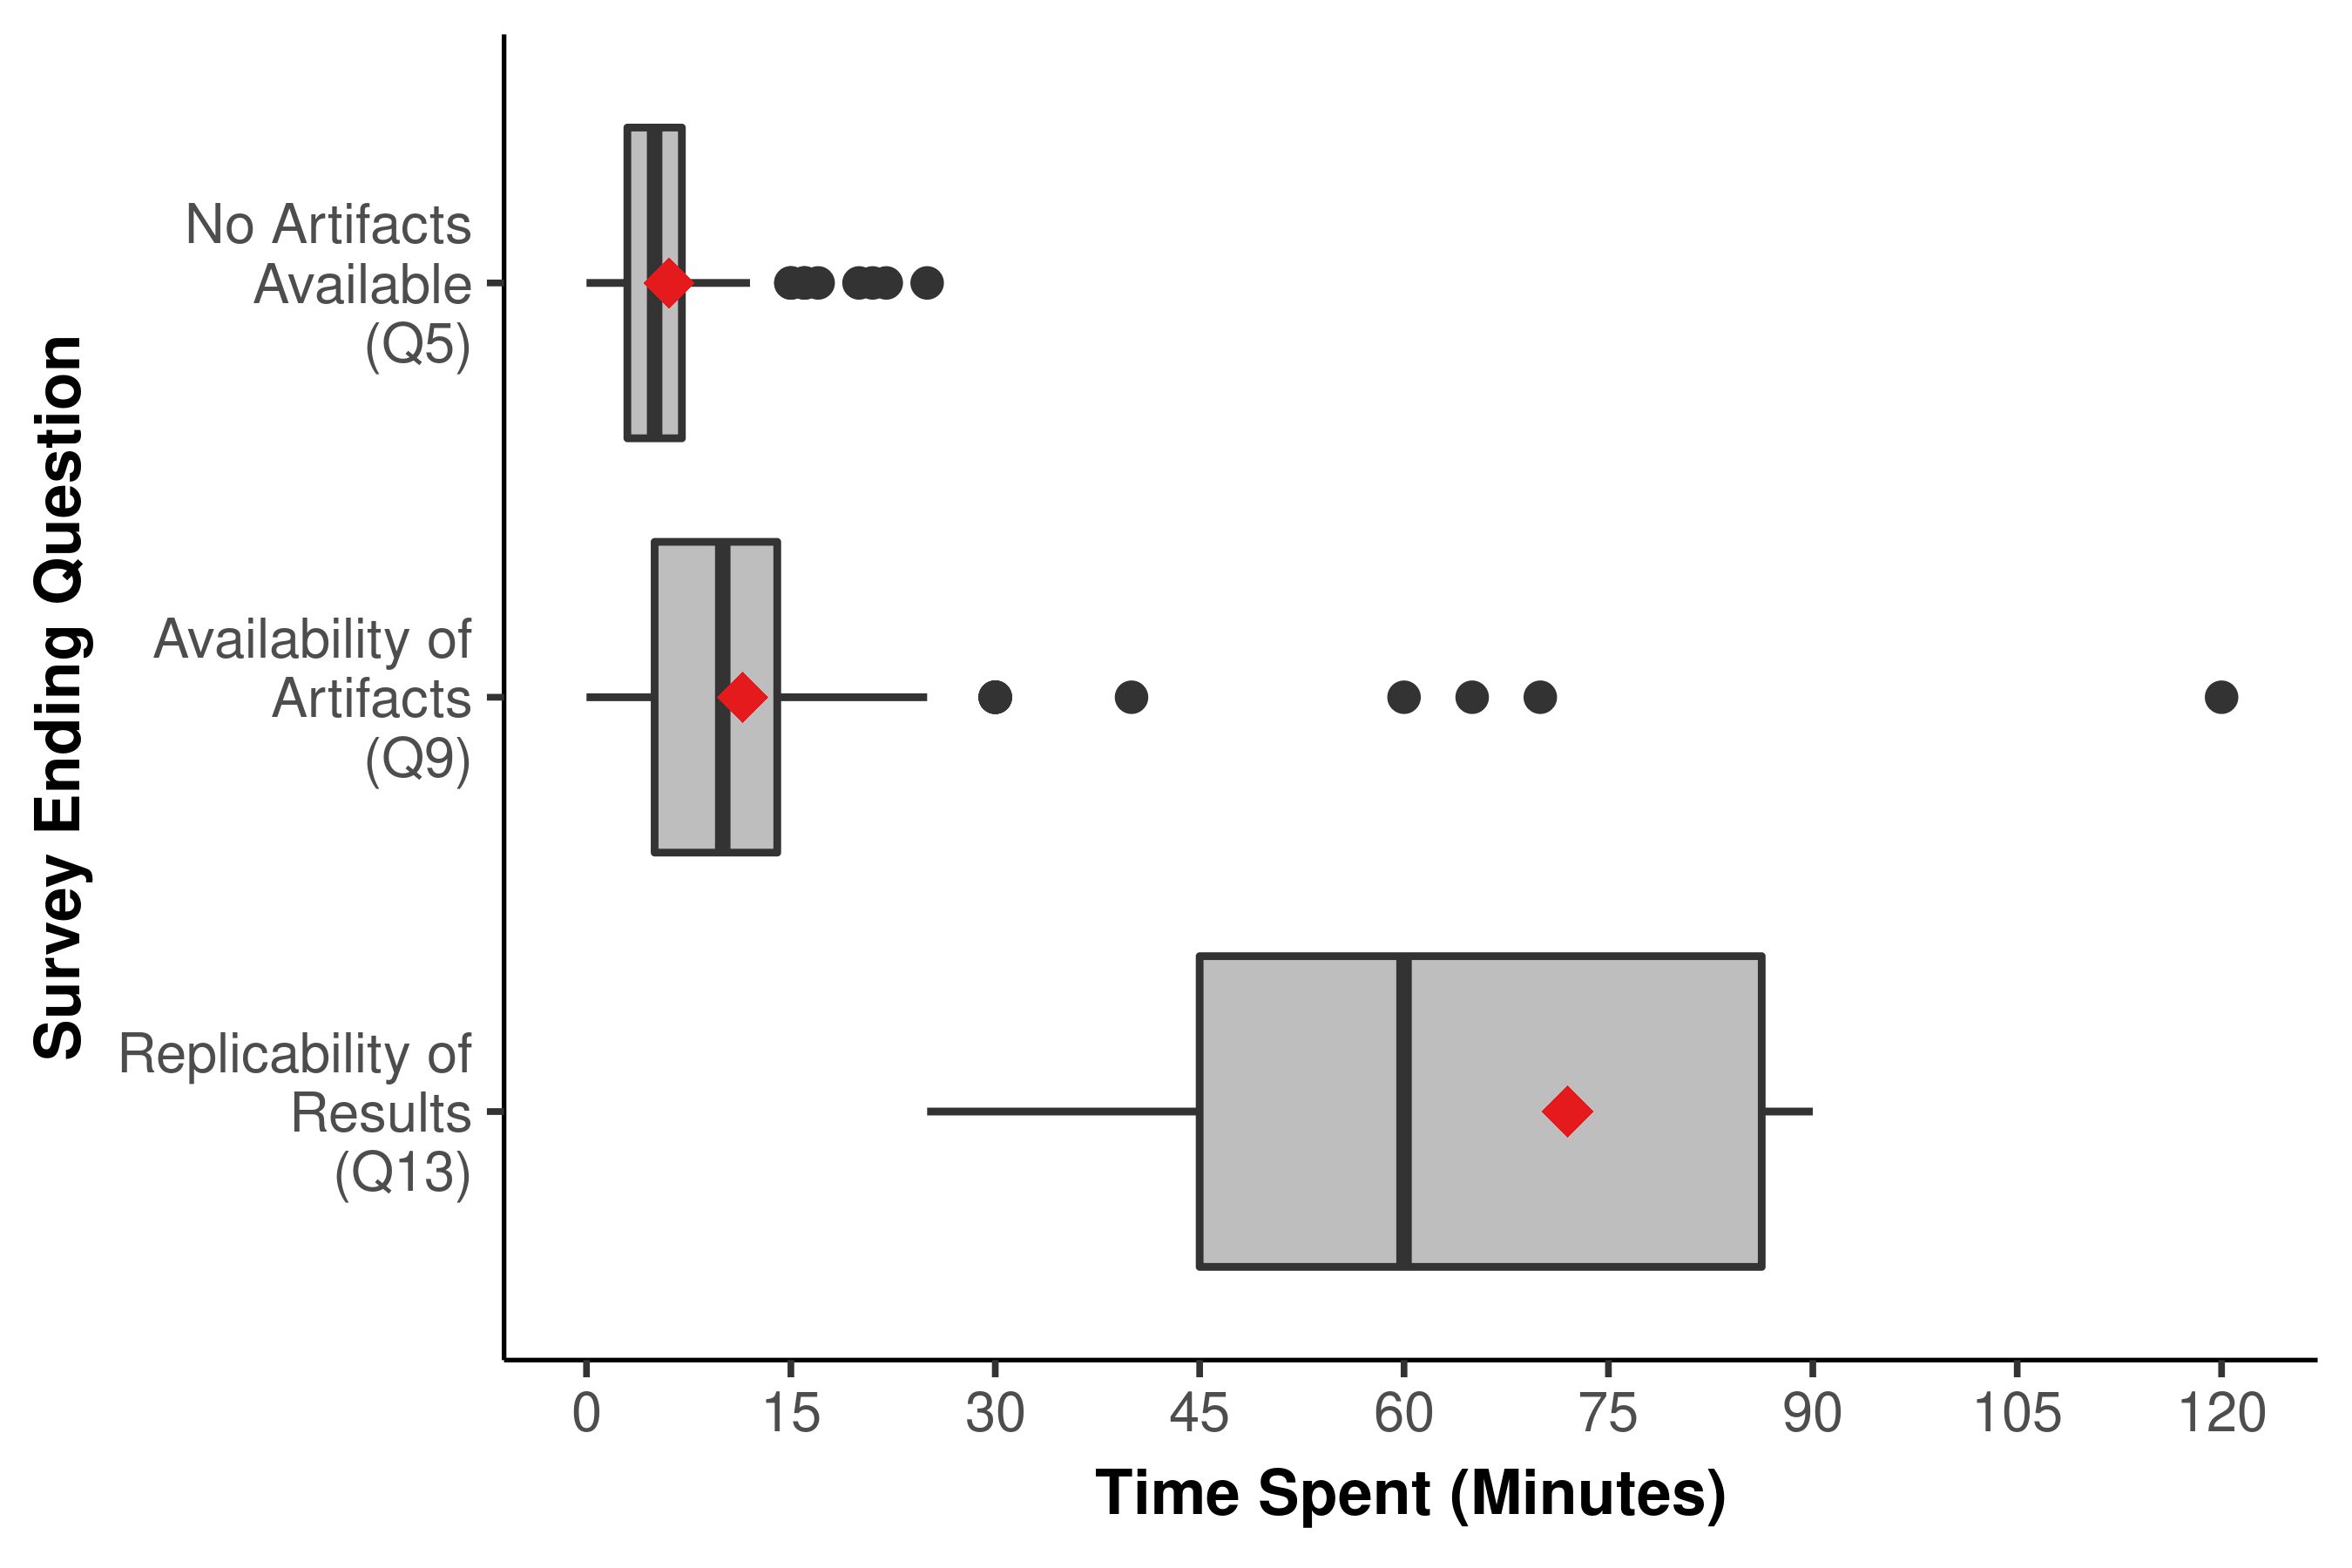 Survey Ending Question
No Artifacts
Available
(Q5)
Availability of
Artifacts
(Q9)
Replicability of
Results
(Q13)
0 15 30 45 60 75 90 105 120
Time Spent (Minutes)